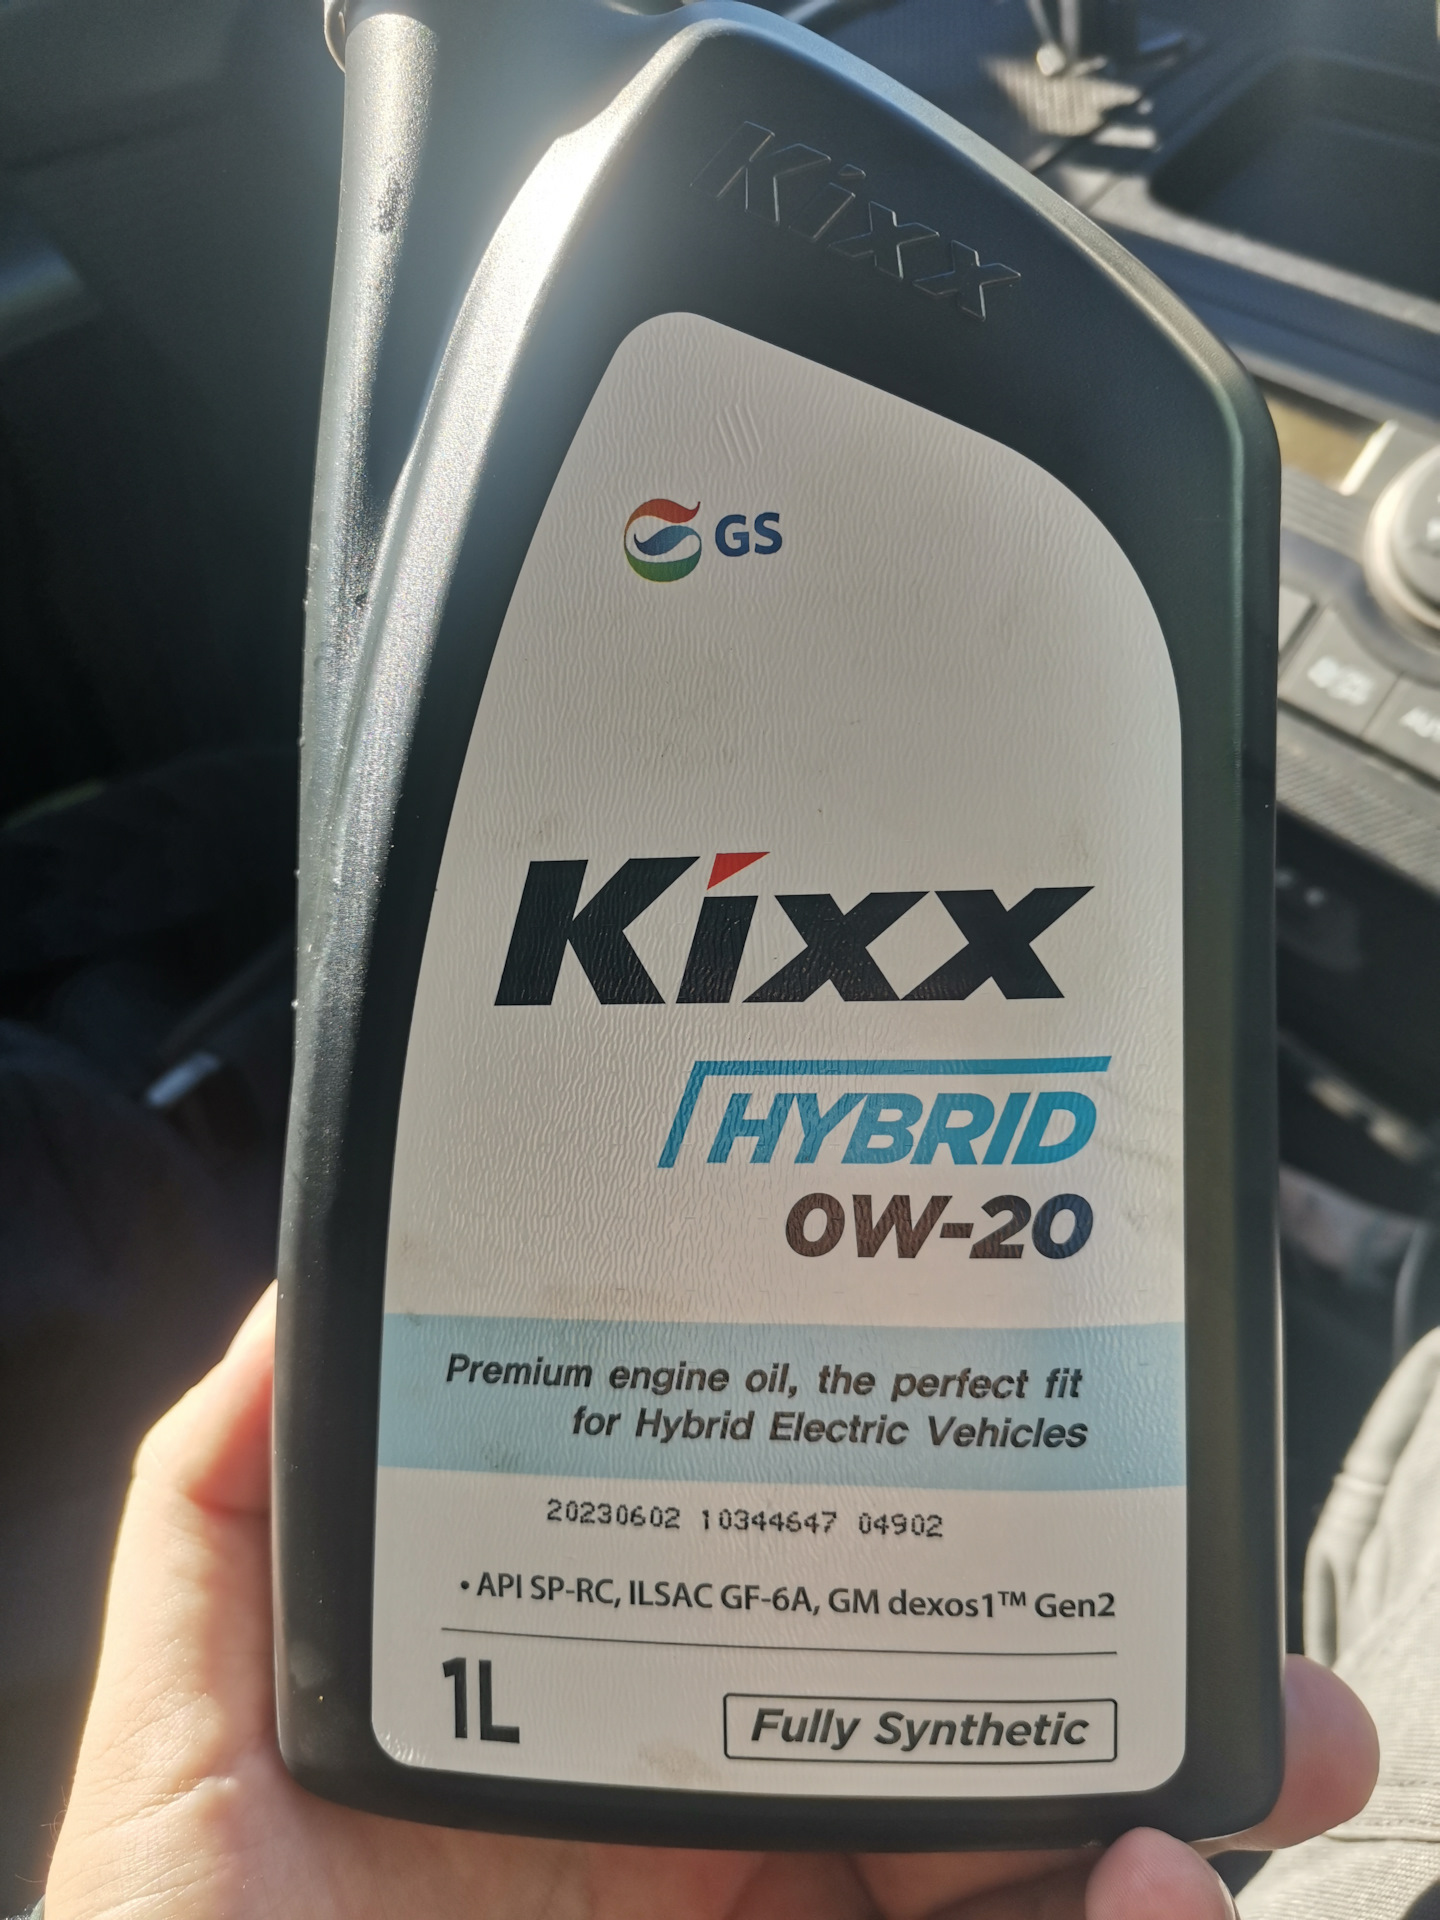 Kixx
GS
Kixx
HYBRID
0W-20
Premium engine oil, the perfect fit
for Hybrid Electric Vehicles
20230602 10344647 04902
• API SP-RC, ILSAC GF-6A, GM dexos1™ Gen2
1L
Fully Synthetic